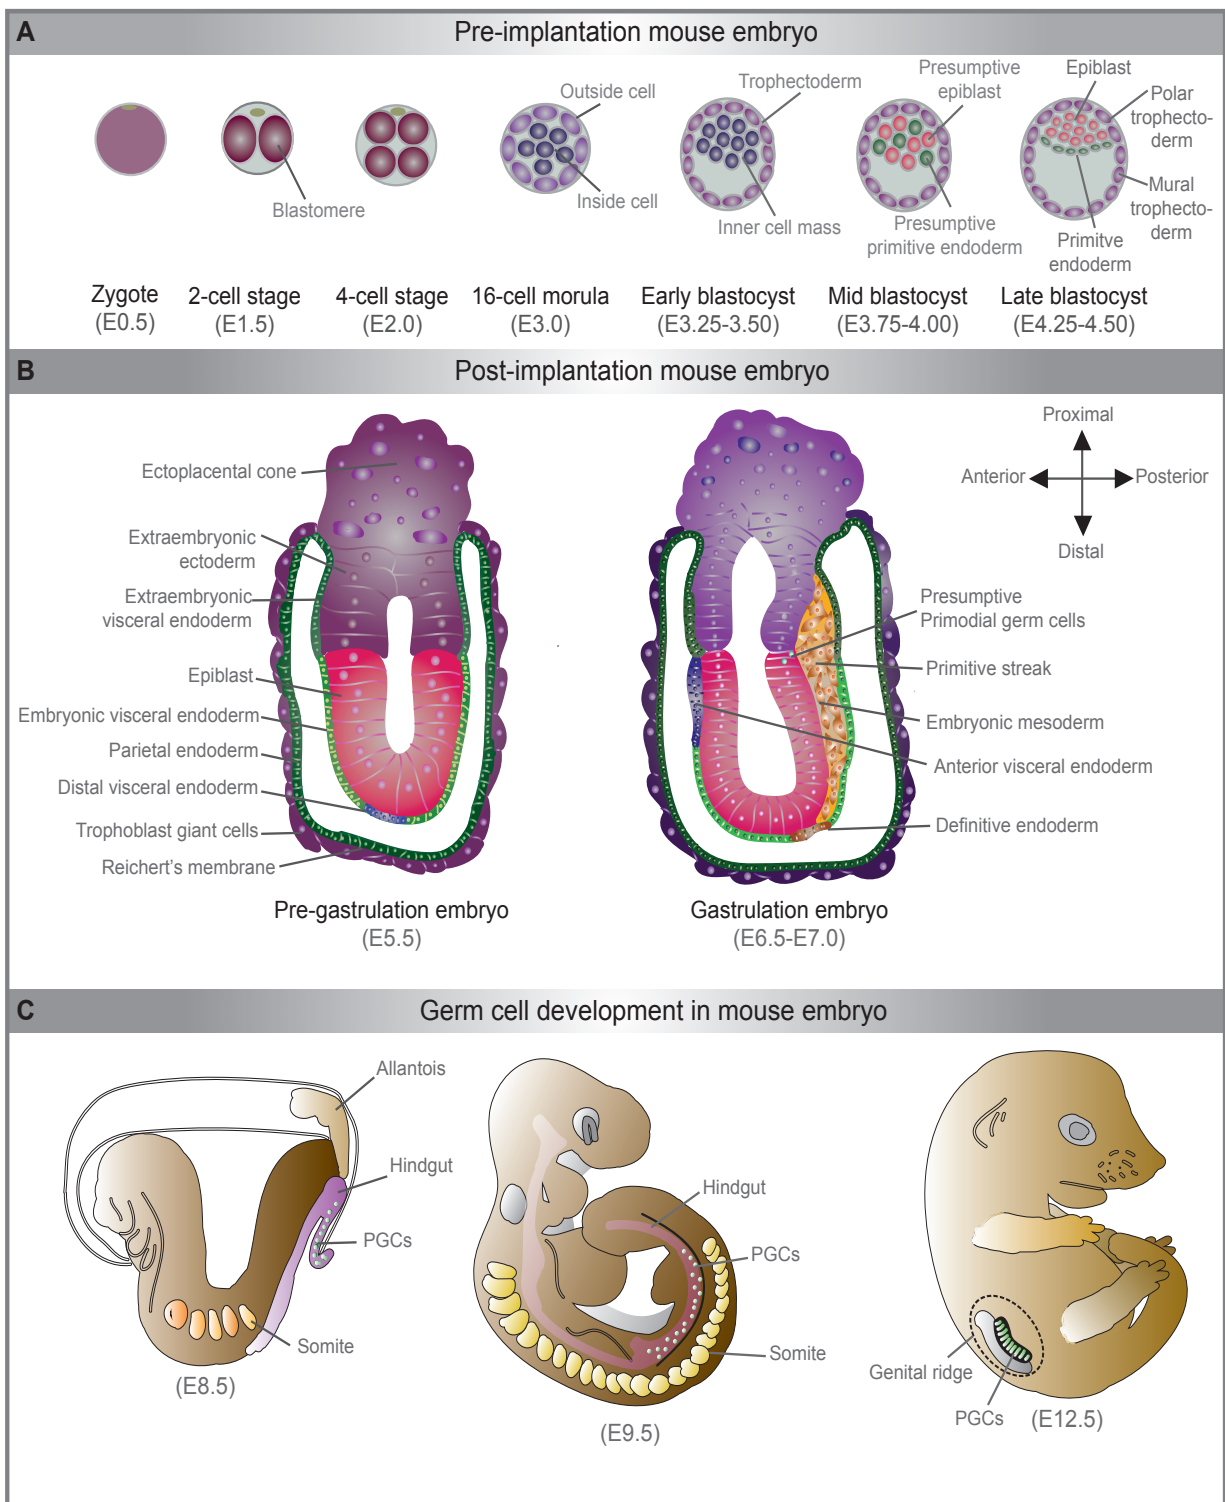 A
Pre-implantation mouse embryo
Outside cell
Inside cell
Blastomere
Trophectoderm
Inner cell mass
Presumptive
epiblast
Presumptive
primitive endoderm
Epiblast
Polar
trophecto-
derm
Mural
trophecto-
derm
Primitve
endoderm
Zygote
(E0.5)
2-cell stage
(E1.5)
4-cell stage
(E2.0)
16-cell morula
(E3.0)
Early blastocyst
(E3.25-3.50)
Mid blastocyst
(E3.75-4.00)
Late blastocyst
(E4.25-4.50)
B
Post-implantation mouse embryo
Ectoplacental cone
Extraembryonic
ectoderm
Extraembryonic
visceral endoderm
Epiblast
Embryonic visceral endoderm
Parietal endoderm
Distal visceral endoderm
Trophoblast giant cells
Reichert's membrane
Pre-gastrulation embryo
(E5.5)
Proximal
Anterior
Posterior
Distal
Presumptive
Primodial germ cells
Primitive streak
Embryonic mesoderm
Anterior visceral endoderm
Definitive endoderm
Gastrulation embryo
(E6.5-E7.0)
C
Germ cell development in mouse embryo
Allantois
Hindgut
PGCs
Somite
(E8.5)
Hindgut
PGCs
Somite
(E9.5)
Genital ridge
PGCs
(E12.5)